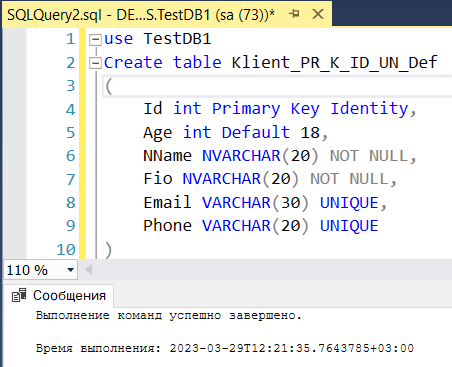 SQLQuery2.sql - DE...S.TestDB1 (sa (73))*
1 use TestDB1
2 Create table Klient_PR_K_ID_UN_Def
3 (
4 Id int Primary Key Identity,
5 Age int Default 18,
6 NName NVARCHAR(20) NOT NULL,
7 Fio NVARCHAR(20) NOT NULL,
8 Email VARCHAR(30) UNIQUE,
9 Phone VARCHAR(20) UNIQUE
10 )
110 %
Сообщения
Выполнение команд успешно завершено.
Время выполнения: 2023-03-29T12:21:35.7643785+03:00